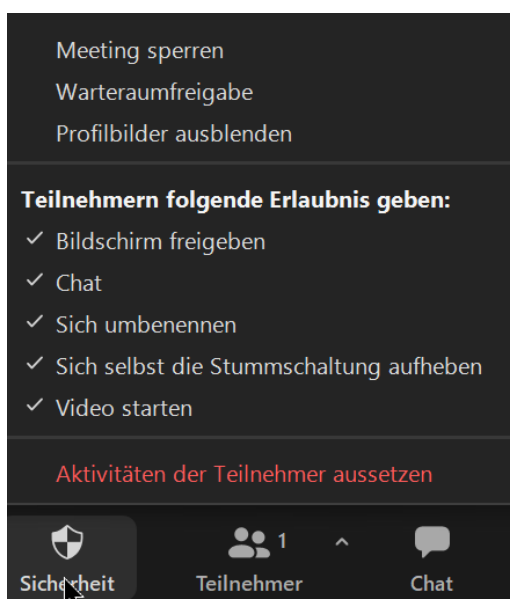 Meeting sperren
Warteraumfreigabe
Profilbilder ausblenden
Teilnehmern folgende Erlaubnis geben:
Bildschirm freigeben
Chat
Sich umbenennen
Sich selbst die Stummschaltung aufheben
Video starten
Aktivitäten der Teilnehmer aussetzen
1
Sicherheit
Teilnehmer
Chat